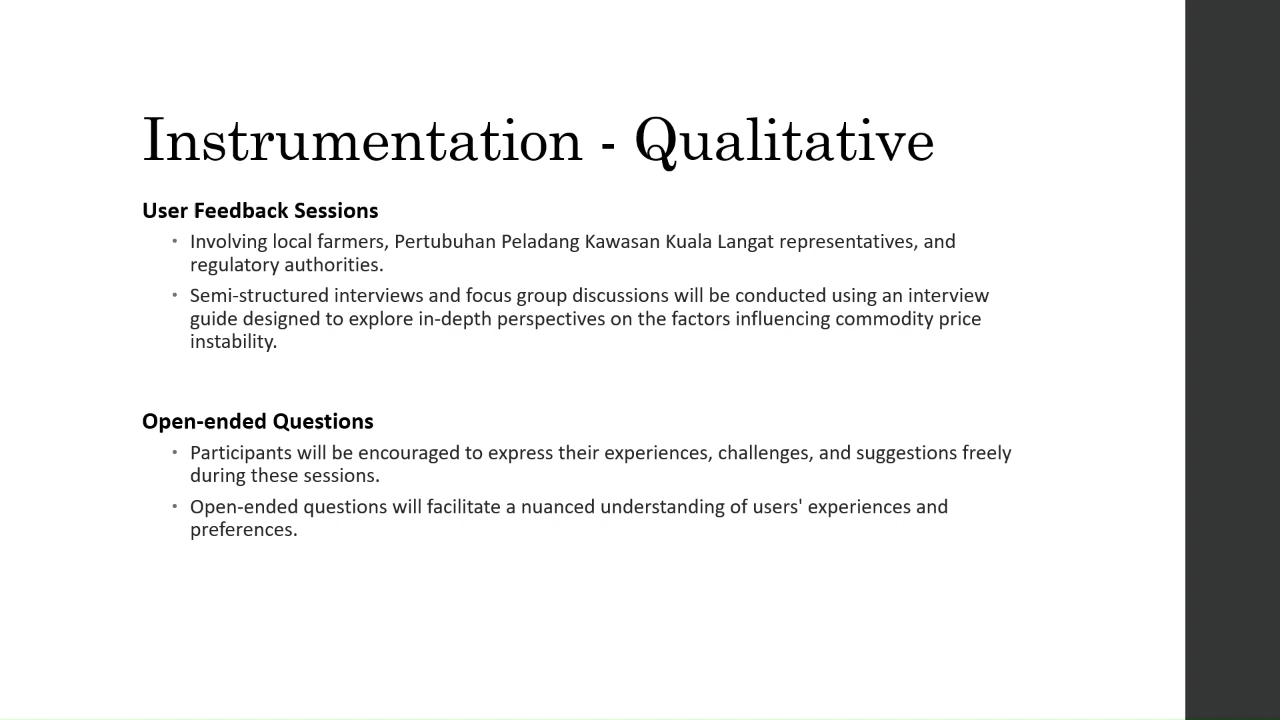 Instrumentation - Qualitative
User Feedback Sessions
• Involving local farmers, Pertubuhan Peladang Kawasan Kuala Langat representatives, and
regulatory authorities.
• Semi-structured interviews and focus group discussions will be conducted using an interview
guide designed to explore in-depth perspectives on the factors influencing commodity price
instability.
Open-ended Questions
• Participants will be encouraged to express their experiences, challenges, and suggestions freely
during these sessions.
• Open-ended questions will facilitate a nuanced understanding of users' experiences and
preferences.